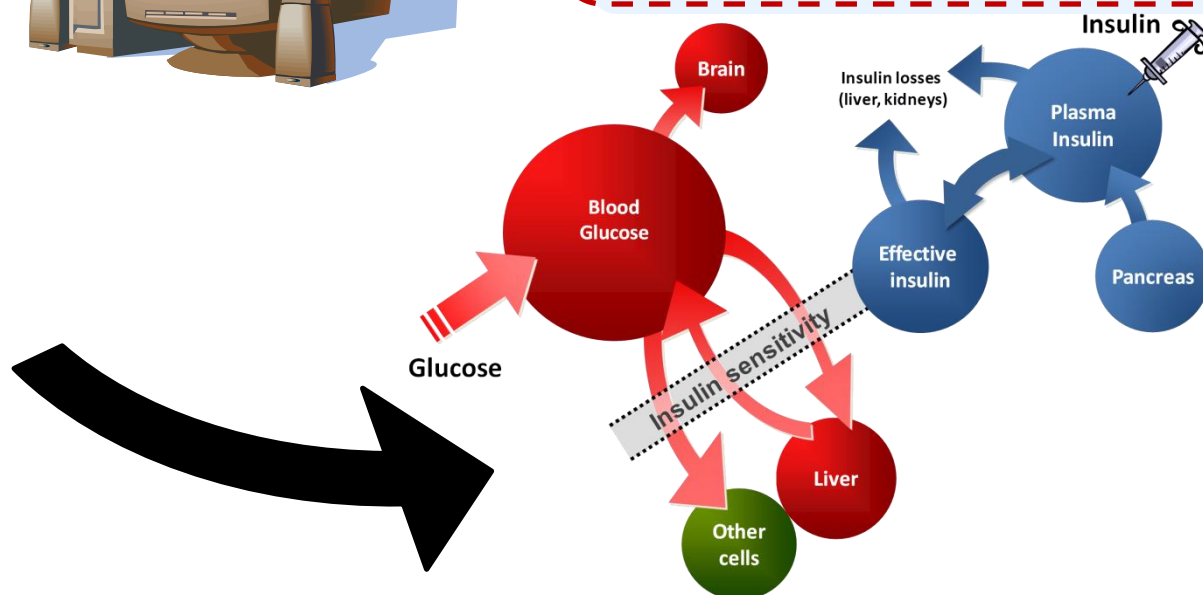 Insulin
Brain
Insulin losses
(liver, kidneys)
Plasma
Insulin
Blood
Glucose
Effective
insulin
Pancreas
Insulin sensitivity
Glucose
Liver
Other
cells